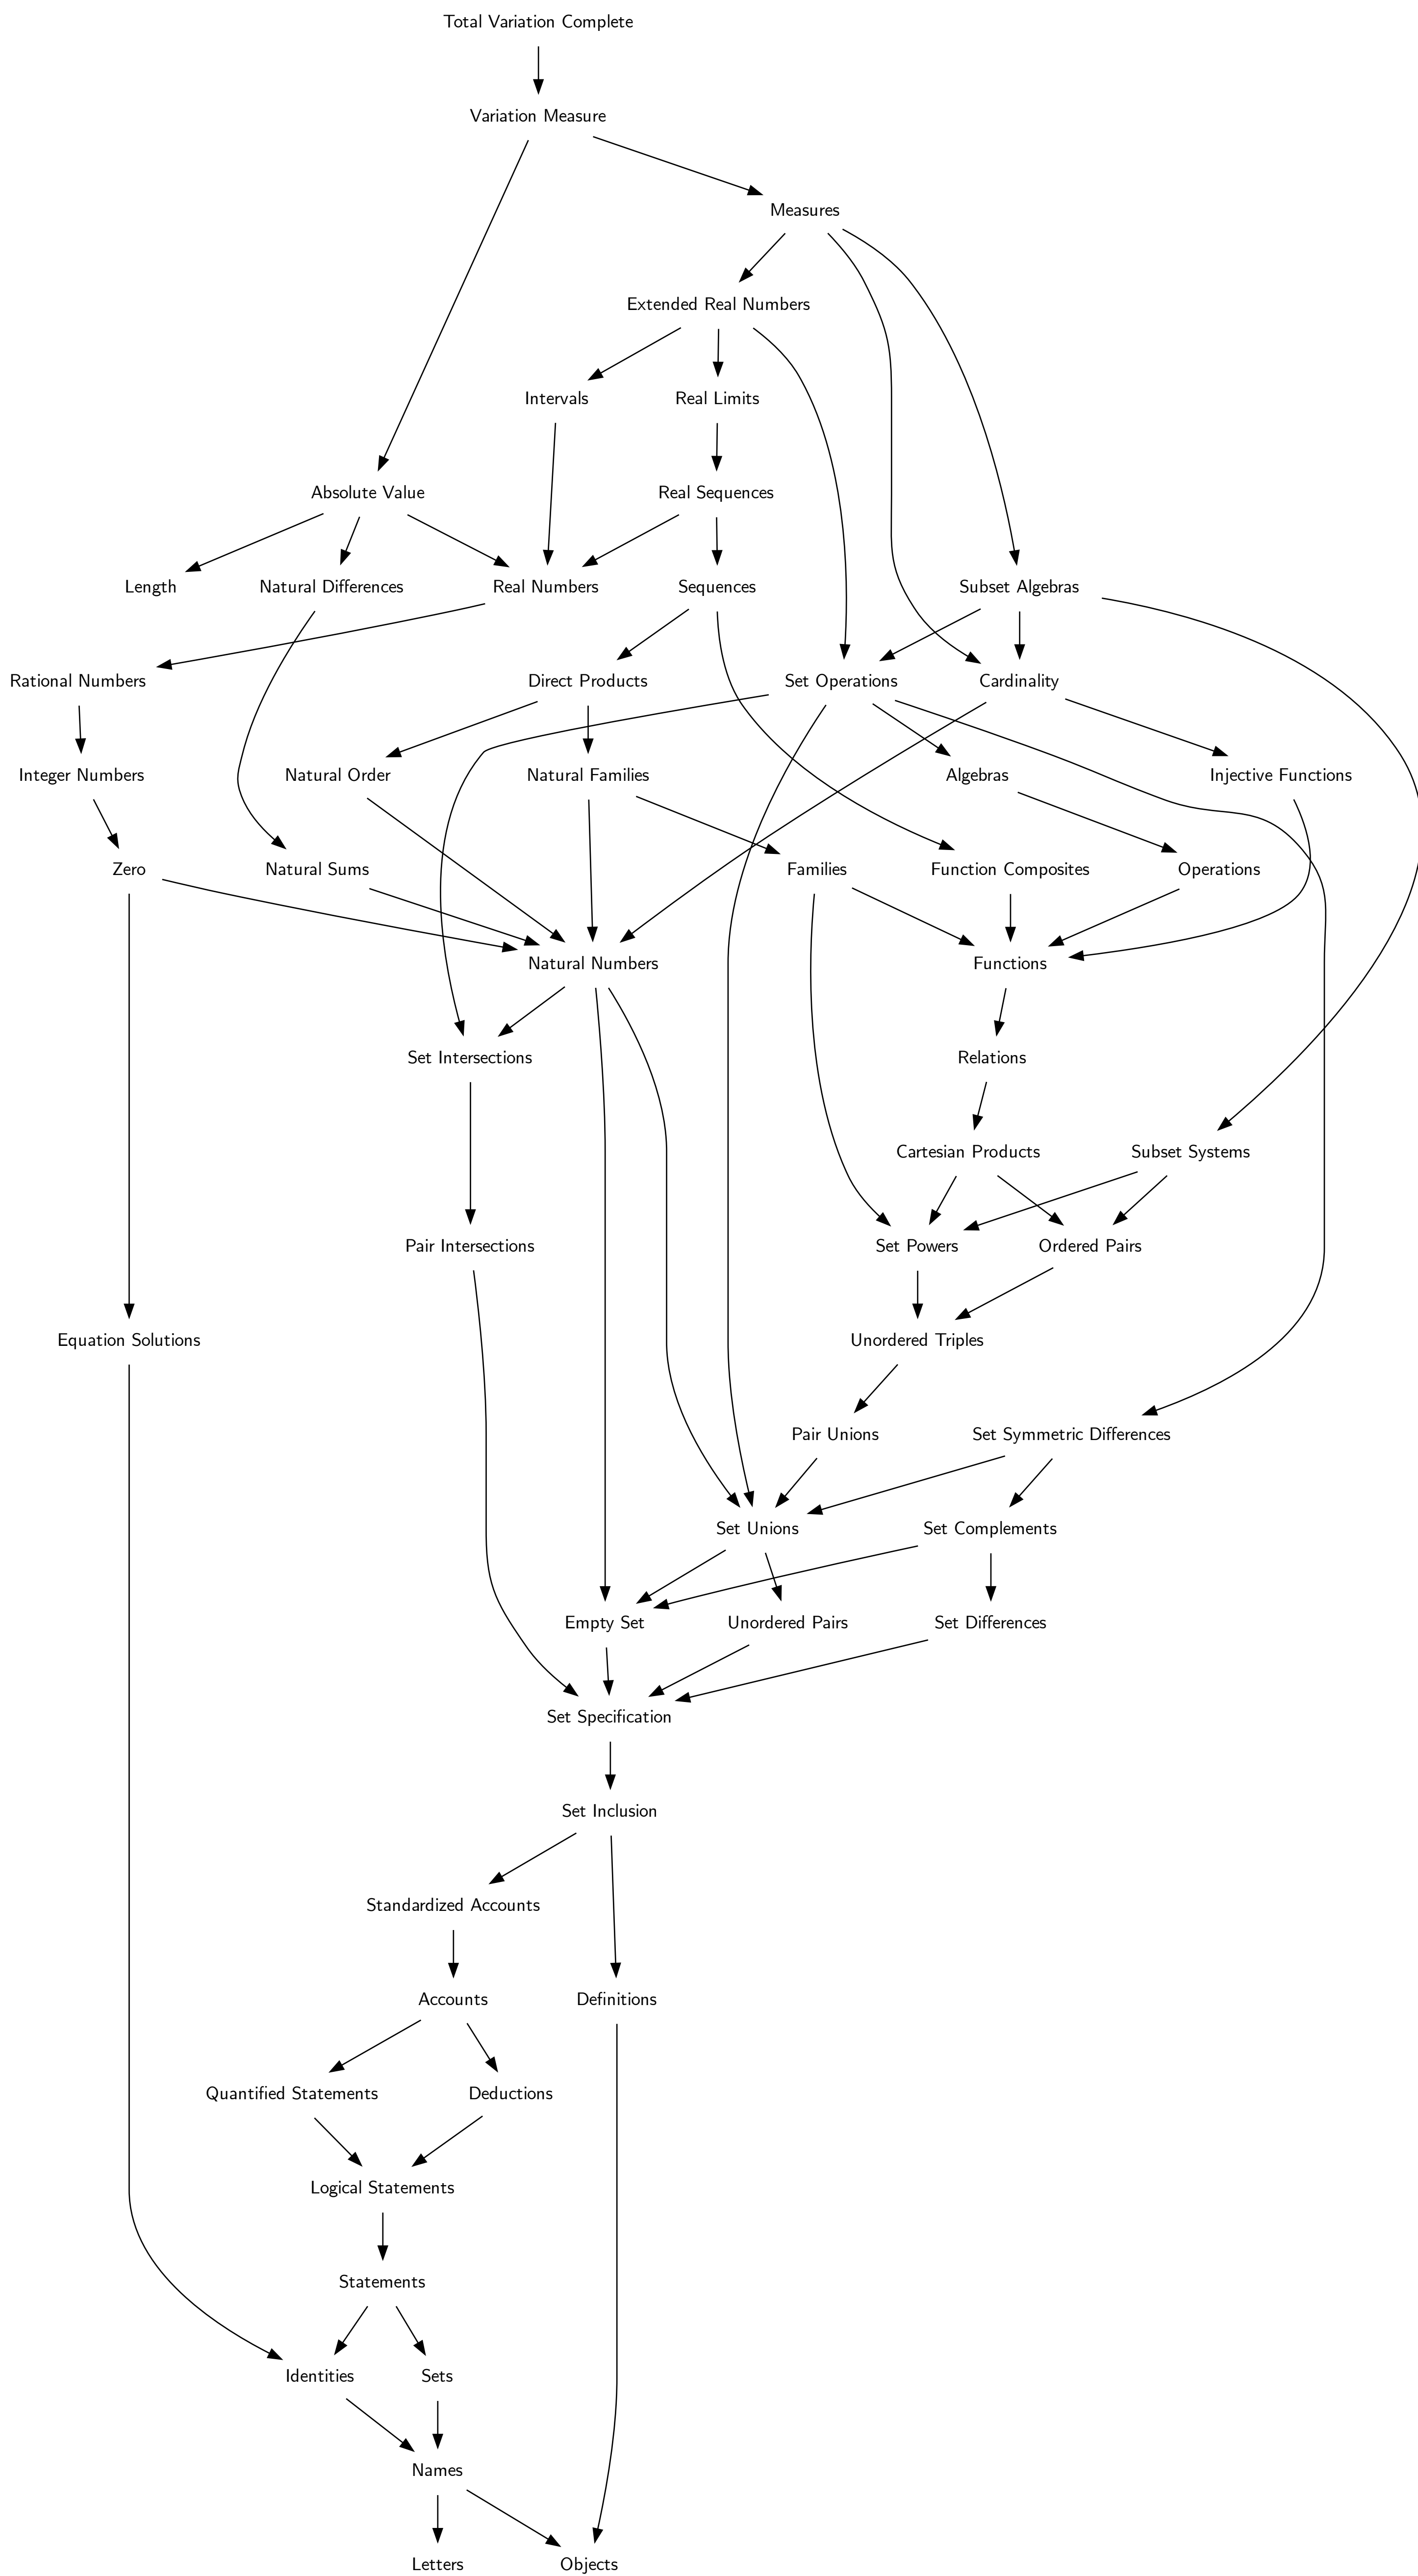 Total Variation Complete
Variation Measure
Measures
Extended Real Numbers
Intervals
Real Limits
Absolute Value
Real Sequences
Length
Natural Differences
Real Numbers
Sequences
Subset Algebras
Rational Numbers
Direct Products
Set Operations
Cardinality
Integer Numbers
Natural Order
Natural Families
Algebras
Injective Functions
Zero
Natural Sums
Families
Function Composites
Operations
Natural Numbers
Functions
Set Intersections
Relations
Cartesian Products
Subset Systems
Pair Intersections
Set Powers
Ordered Pairs
Equation Solutions
Unordered Triples
Pair Unions
Set Symmetric Differences
Set Unions
Set Complements
Empty Set
Unordered Pairs
Set Differences
Set Specification
Set Inclusion
Standardized Accounts
Accounts
Definitions
Quantified Statements
Deductions
Logical Statements
Statements
Identities
Sets
Names
Letters
Objects